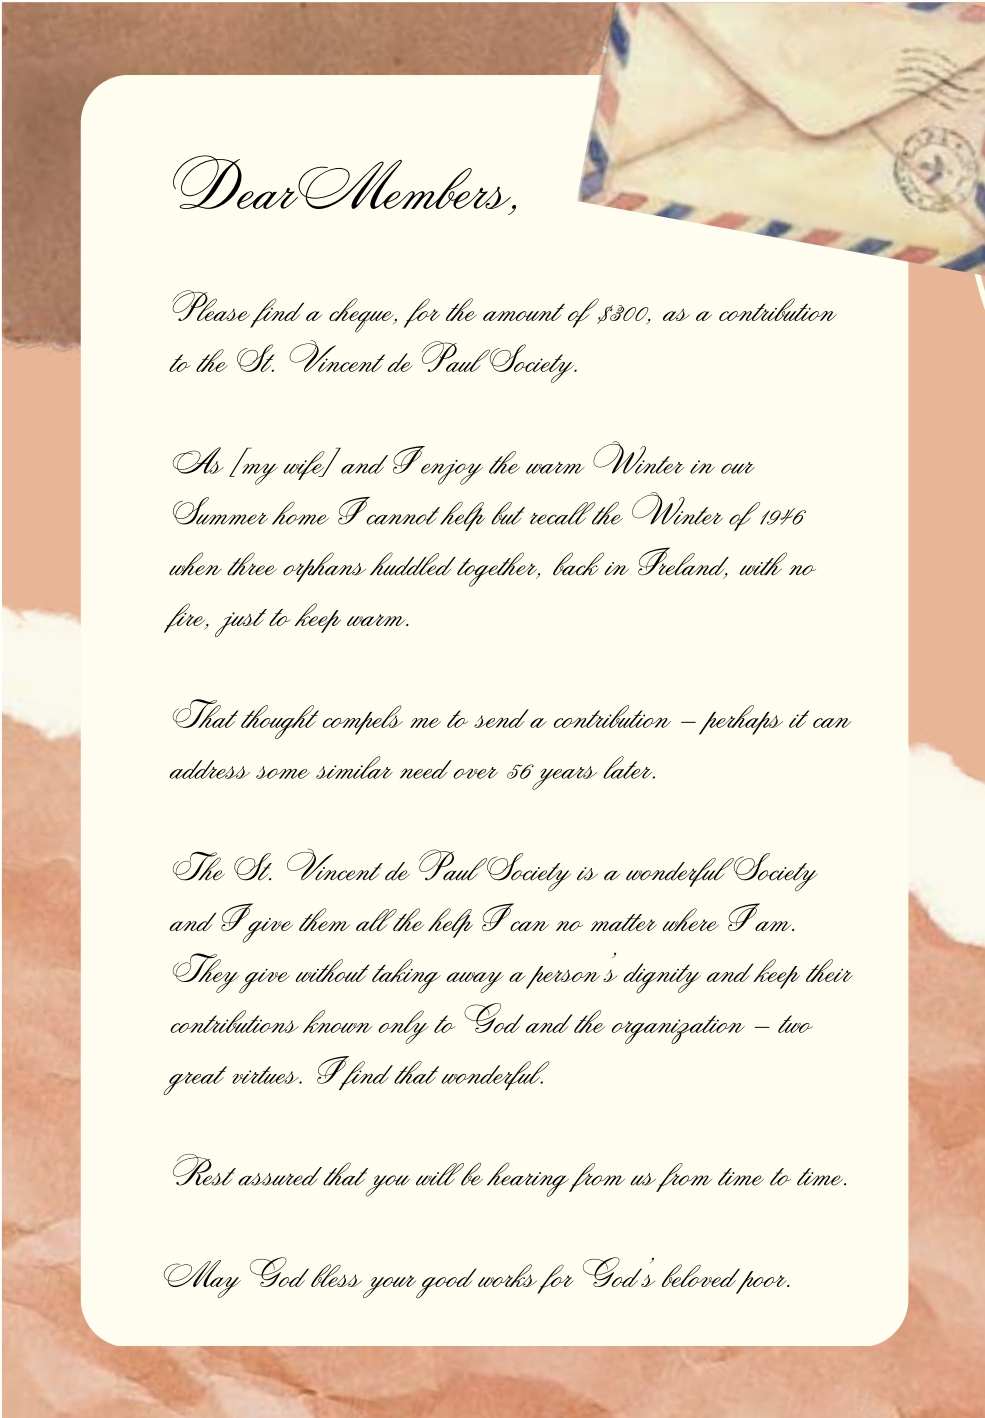 Dear Members,
Please find a cheque, for the amount of $300, as a contribution
to the St. Vincent de Paul Society.
As [my wife] and I enjoy the warm Winter in our
Summer home I cannot help but recall the Winter of 1946
when three orphans huddled together, back in Ireland, with no
fire, just to keep warm.
That thought compels me to send a contribution – perhaps it can
address some similar need over 56 years later.
The St. Vincent de Paul Society is a wonderful Society
and I give them all the help I can no matter where I am.
They give without taking away a person's dignity and keep their
contributions known only to God and the organization – two
great virtues. I find that wonderful.
Rest assured that you will be hearing from us from time to time.
May God bless your good works for God's beloved poor.